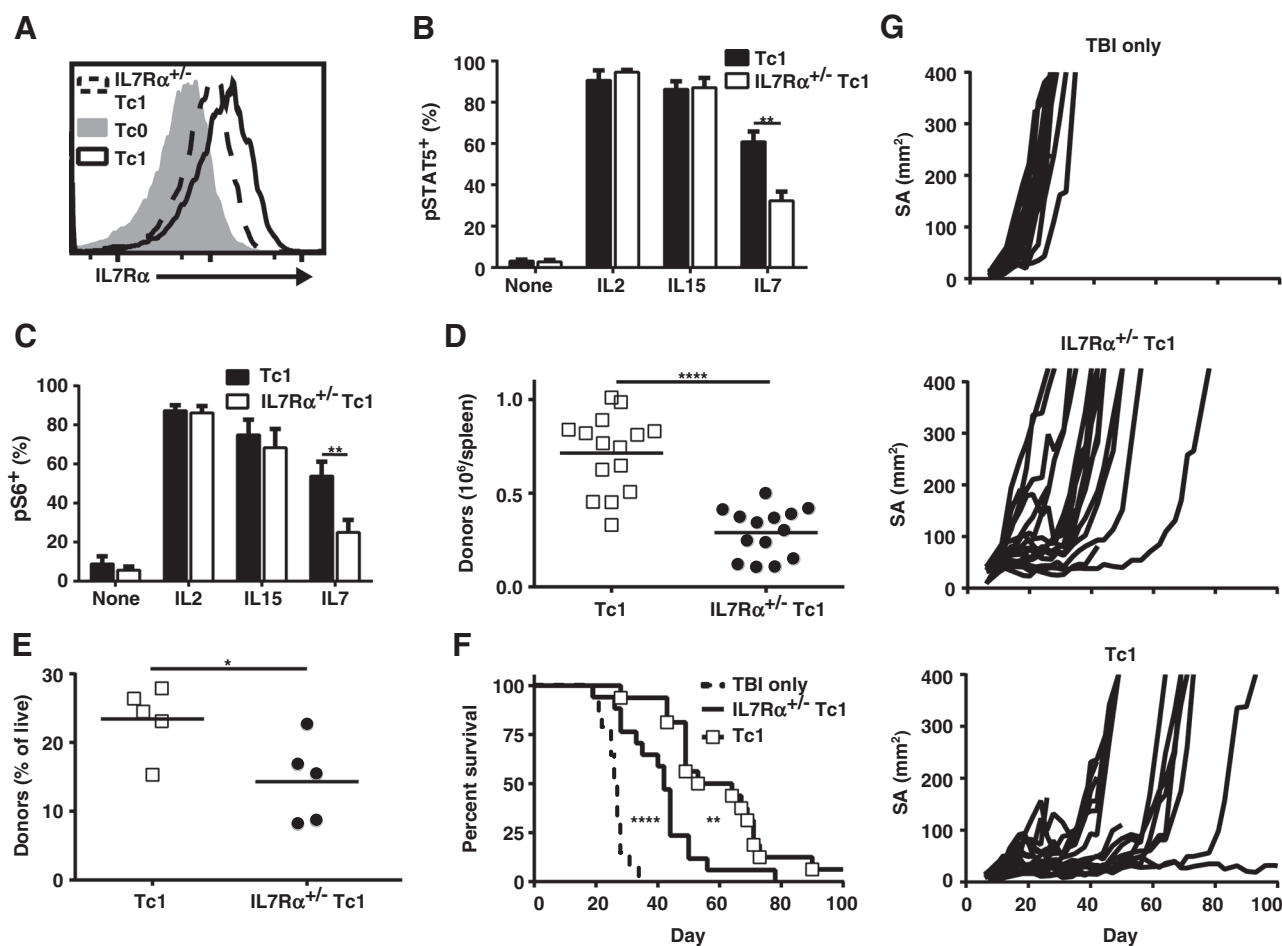 A
IL7Rα+/-
Tc1
Tc0
Tc1
IL7Rα
B
Tc1
IL7Rα+/- Tc1
pSTAT5+ (%)
100
80
60
40
20
0
**
None IL2 IL15 IL7
C
Tc1
IL7Rα+/- Tc1
pS6+ (%)
100
80
60
40
20
0
**
None IL2 IL15 IL7
D
****
Donors (10^6/spleen)
1.0
0.5
0.0
Tc1 IL7Rα+/- Tc1
E
*
Donors (% of live)
30
20
10
0
Tc1 IL7Rα+/- Tc1
F
TBI only
IL7Rα+/- Tc1
Tc1
Percent survival
100
75
50
25
0
**** **
0 20 40 60 80 100
Day
G
TBI only
SA (mm²)
400
300
200
100
0
IL7Rα+/- Tc1
SA (mm²)
400
300
200
100
0
Tc1
SA (mm²)
400
300
200
100
0
0 20 40 60 80 100
Day